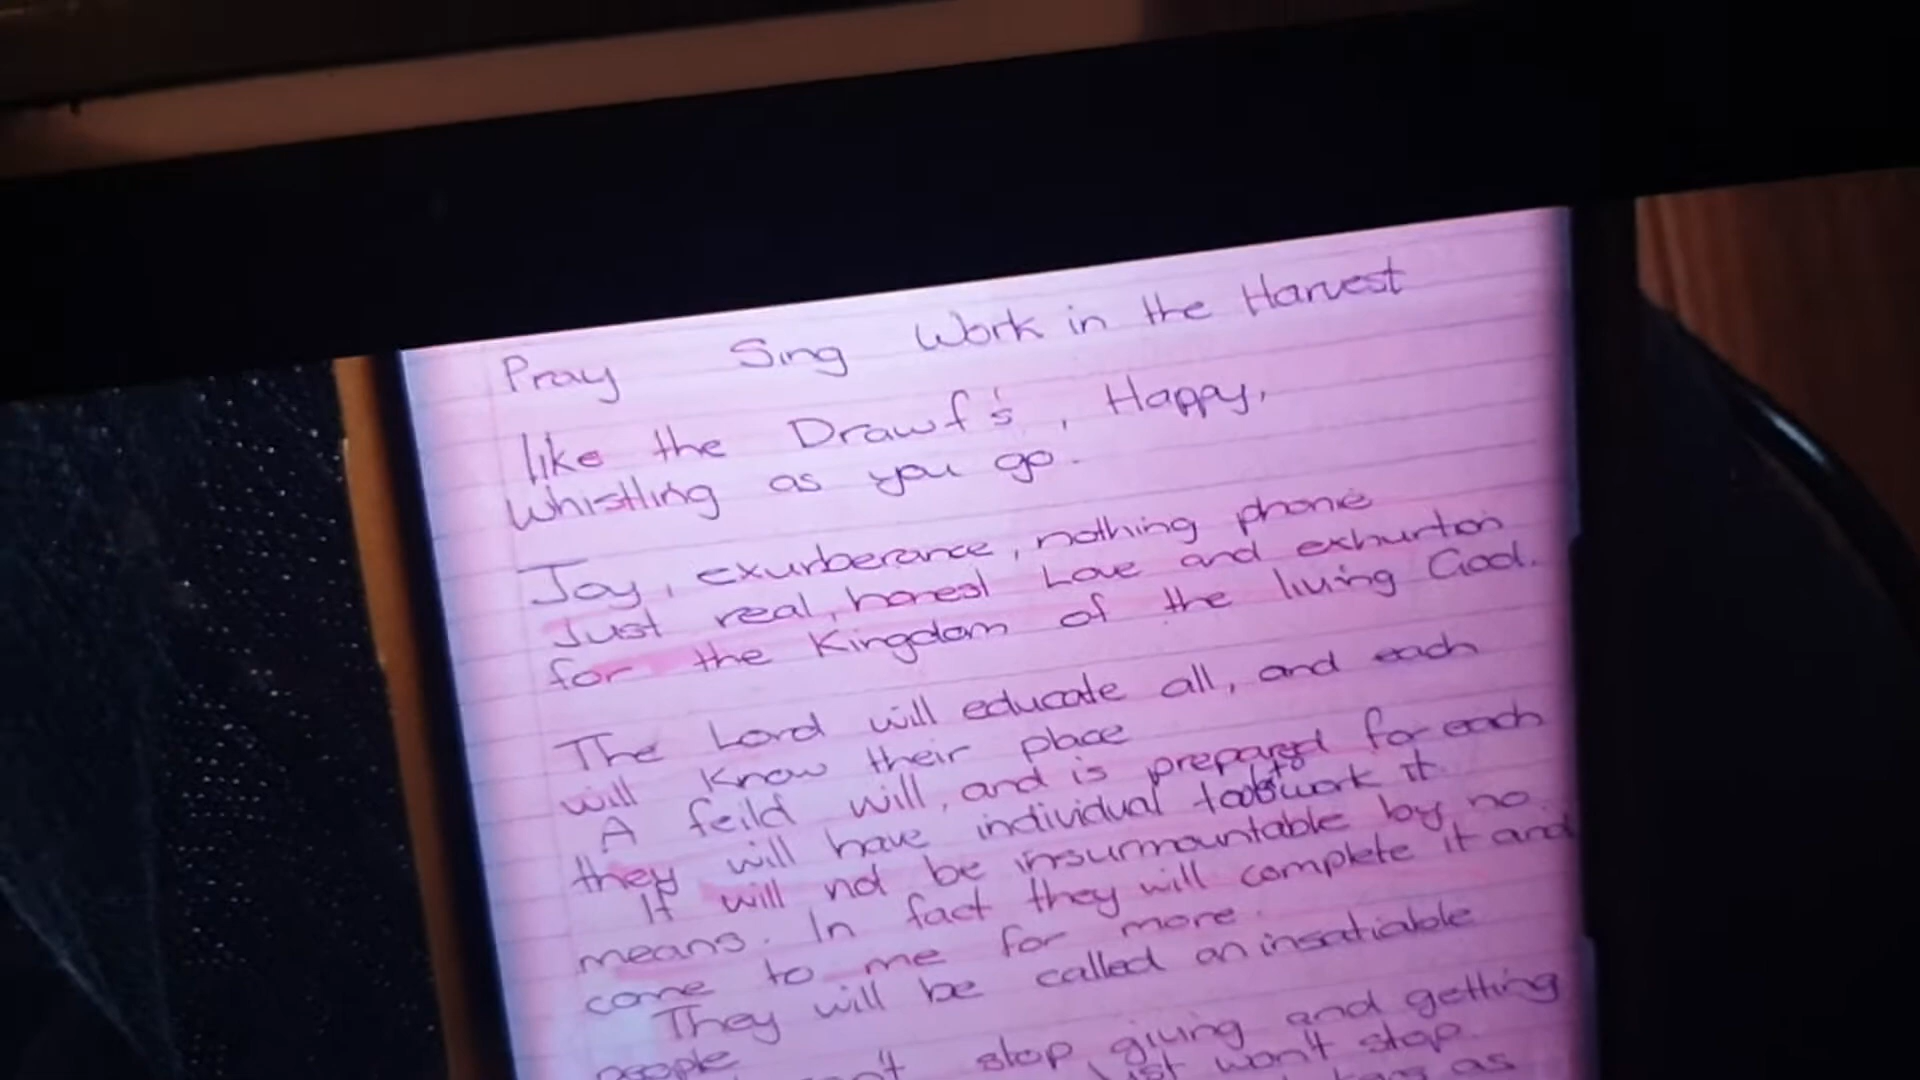 Pray Sing Work in the Harvest
like the Drawf's, Happy,
Whistling as you go.
Joy, exurberance, nothing phonie
Just real, honest Love and exhurtion
for the Kingdom of the living God.
The Lord will educate all, and each
will know their place
A feild will, and is prepared for each
they will have individual tools to work it
It will not be insurmountable by no
means. In fact they will complete it and
come to me for more.
They will be called an insatiable
people
stop giving and getting
won't stop.
as